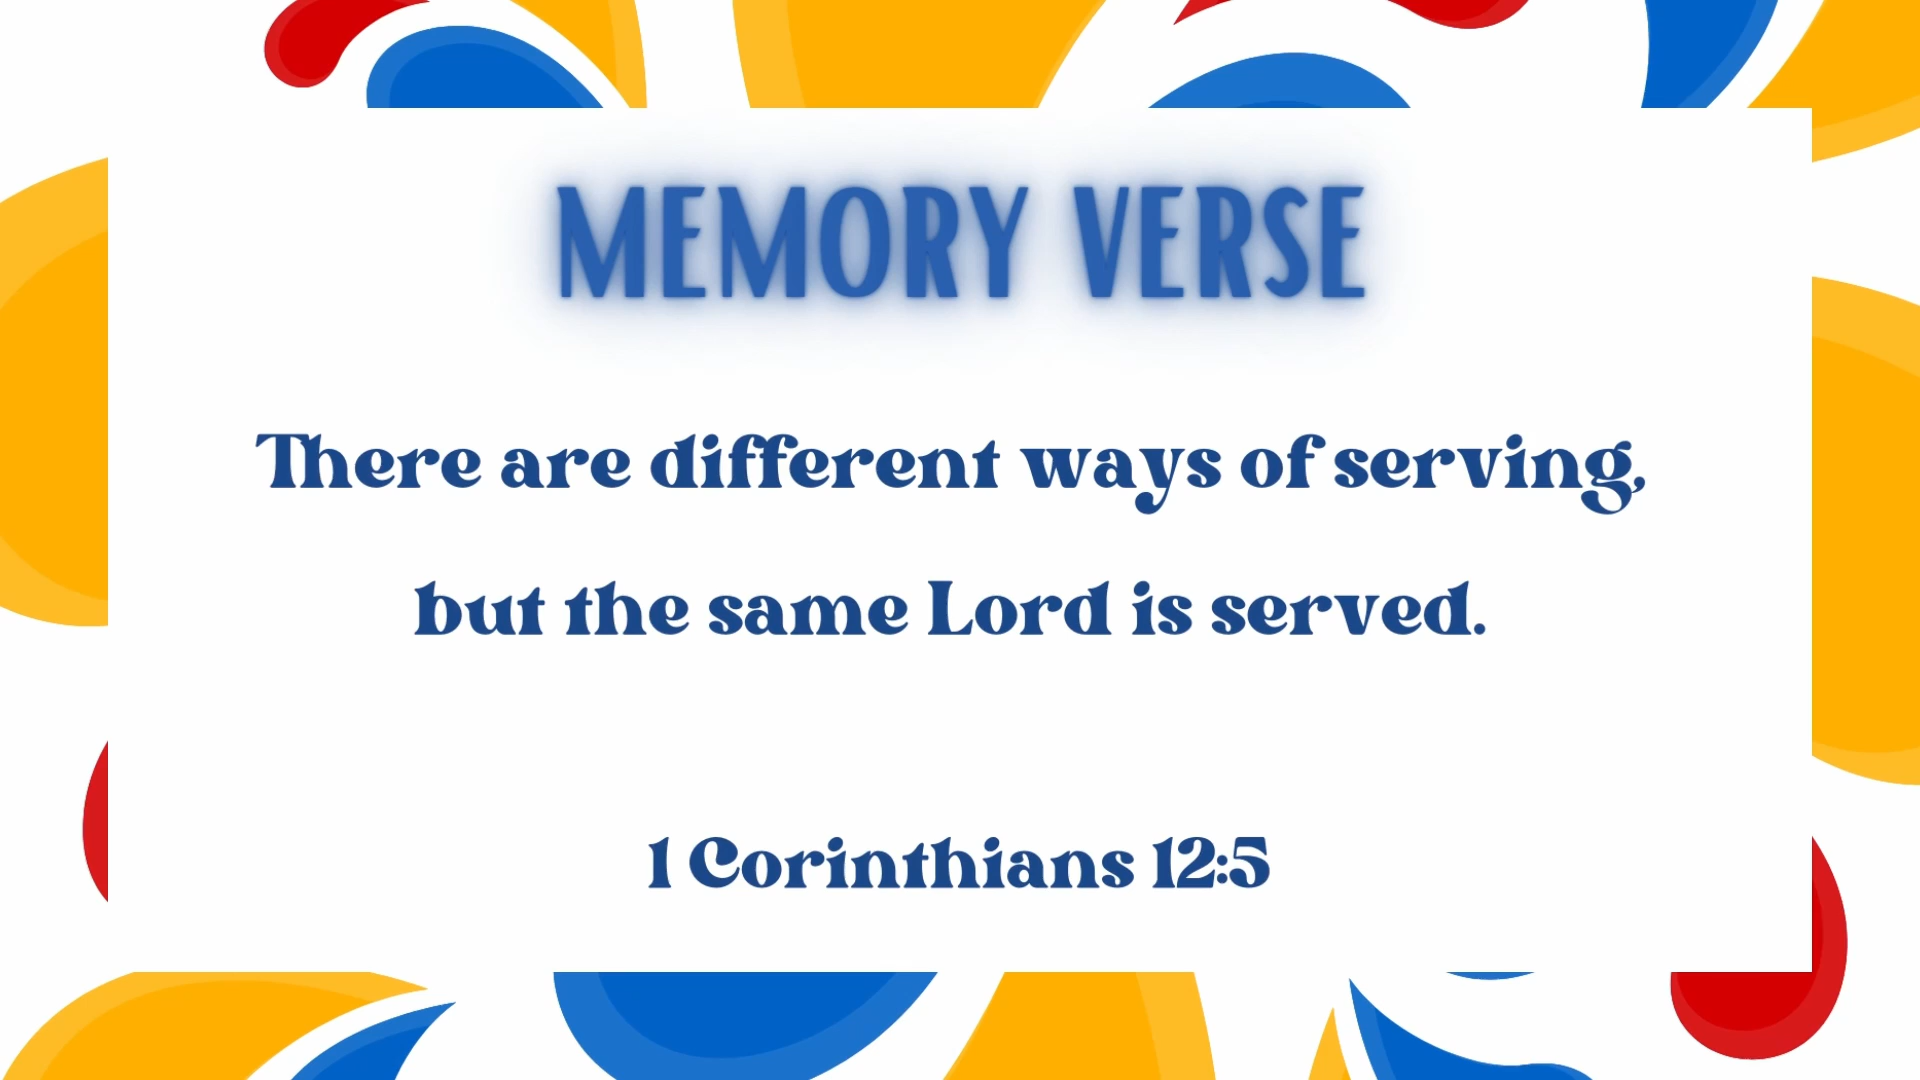 MEMORY VERSE
There are different ways of serving,
but the same Lord is served.
1 Corinthians 12:5